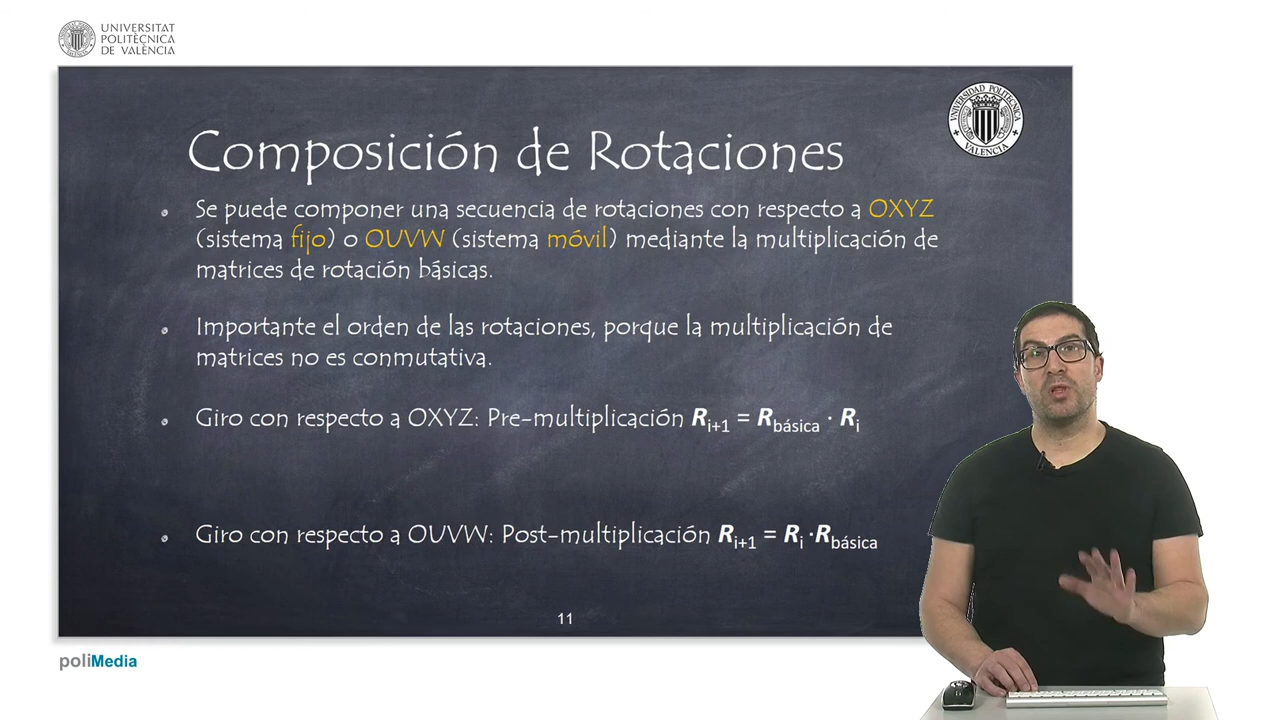 UNIVERSITAT
POLITÈCNICA
DE VALÈNCIA
UNIVERSIDAD POLITECNICA
VALENCIA
Composición de Rotaciones
Se puede componer una secuencia de rotaciones con respecto a OXYZ
(sistema fijo) o OUVW (sistema móvil) mediante la multiplicación de
matrices de rotación básicas.
Importante el orden de las rotaciones, porque la multiplicación de
matrices no es conmutativa.
Giro con respecto a OXYZ: Pre-multiplicación Ri+1 = Rbásica · Ri
Giro con respecto a OUVW: Post-multiplicación Ri+1 = Ri ·Rbásica
11
poliMedia